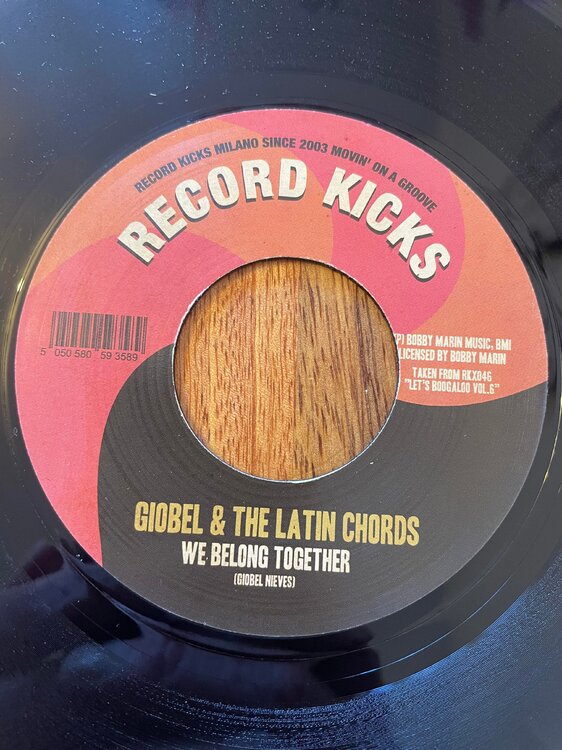 RECORD KICKS MILANO SINCE 2003 MOVIN' ON A GROOVE
RECORD KICKS
5 050580 593589
(P) BOBBY MARIN MUSIC, BMI
LICENSED BY BOBBY MARIN
TAKEN FROM RKX046
"LET'S BOOGALOO VOL.6"
GIOBEL & THE LATIN CHORDS
WE BELONG TOGETHER
(GIOBEL NIEVES)